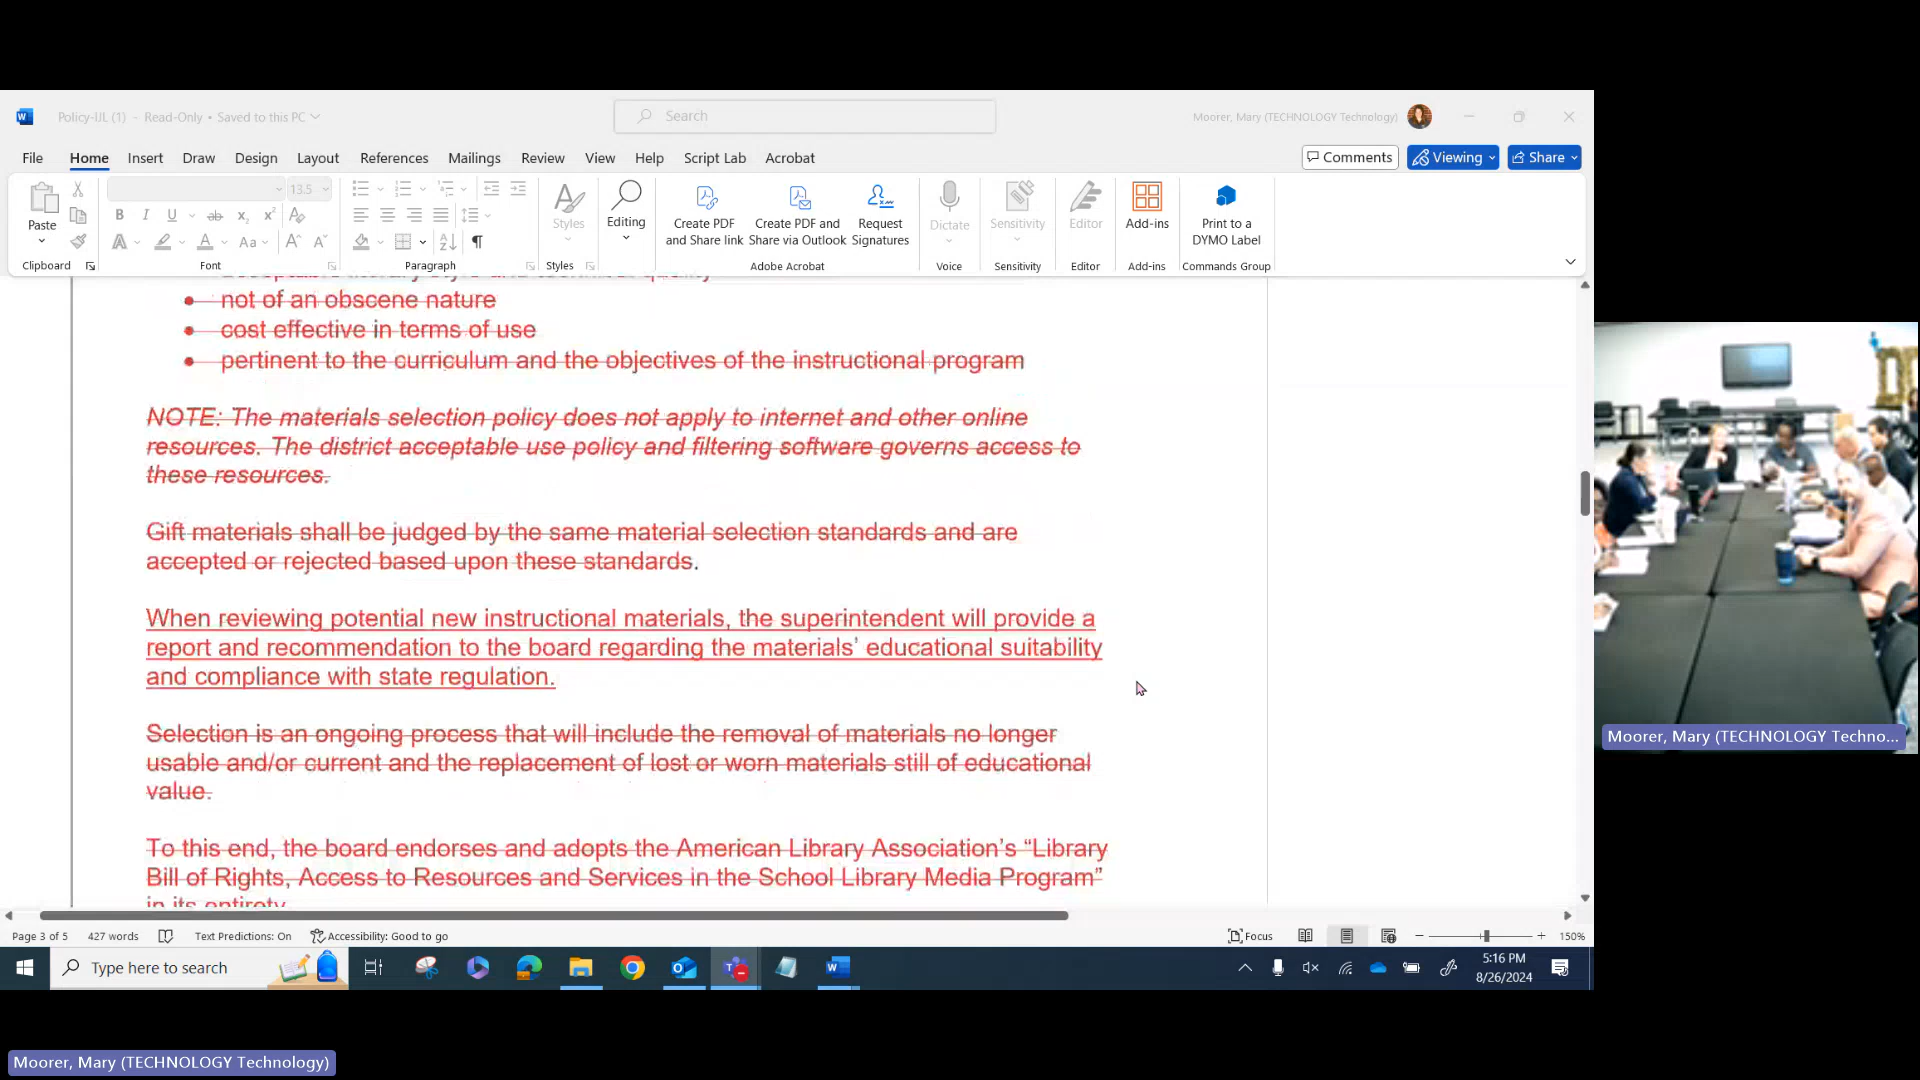 Policy-IJL (1) - Read-Only • Saved to this PC
Search
Moorer, Mary (TECHNOLOGY Technology)
File Home Insert Draw Design Layout References Mailings Review View Help Script Lab Acrobat
Comments Viewing Share
13.5
Paste
Styles
Editing
Create PDF and Share link
Create PDF and Share via Outlook
Request Signatures
Dictate
Sensitivity
Editor
Add-ins
Print to a DYMO Label
Clipboard Font Paragraph Styles Adobe Acrobat Voice Sensitivity Editor Add-ins Commands Group
• not of an obscene nature
• cost effective in terms of use
• pertinent to the curriculum and the objectives of the instructional program
NOTE: The materials selection policy does not apply to internet and other online
resources. The district acceptable use policy and filtering software governs access to
these resources.
Gift materials shall be judged by the same material selection standards and are
accepted or rejected based upon these standards.
When reviewing potential new instructional materials, the superintendent will provide a
report and recommendation to the board regarding the materials’ educational suitability
and compliance with state regulation.
Selection is an ongoing process that will include the removal of materials no longer
usable and/or current and the replacement of lost or worn materials still of educational
value.
To this end, the board endorses and adopts the American Library Association’s “Library
Bill of Rights, Access to Resources and Services in the School Library Media Program”
in its entirety
Page 3 of 5 427 words Text Predictions: On Accessibility: Good to go Focus 150%
Type here to search
5:16 PM
8/26/2024
Moorer, Mary (TECHNOLOGY Techno...
Moorer, Mary (TECHNOLOGY Technology)